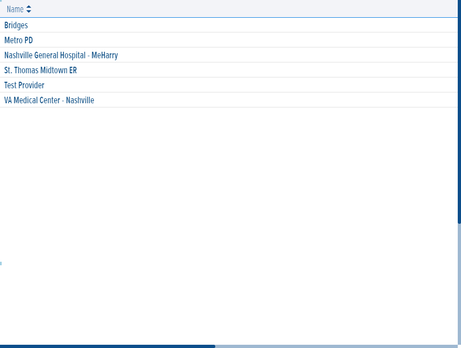 Name
Bridges
Metro PD
Nashville General Hospital - MeHarry
St. Thomas Midtown ER
Test Provider
VA Medical Center - Nashville